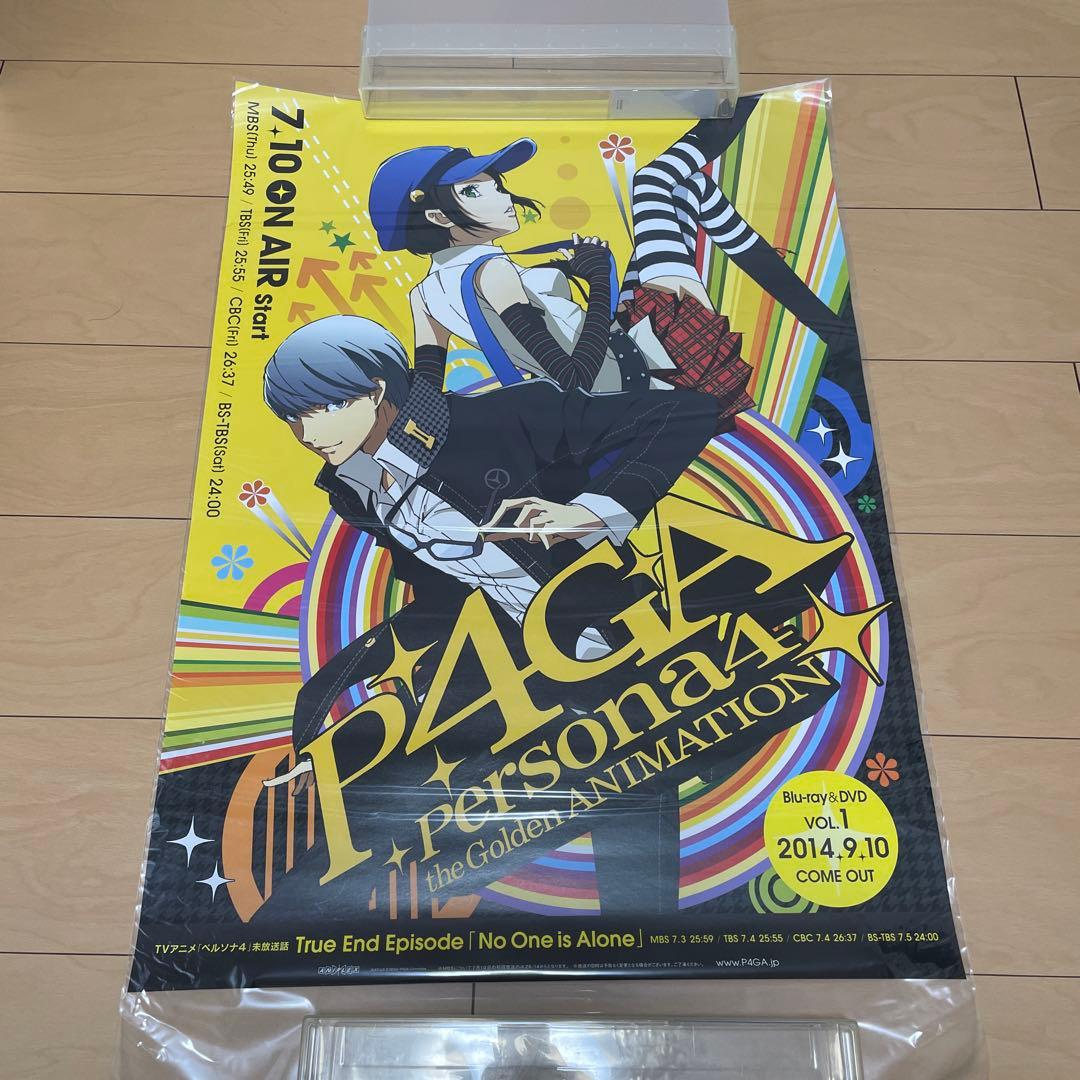 7.10 ON AIR Start
MBS(Thu) 25:49 / TBS(Fri) 25:55 / CBC(Fri) 26:37 / BS-TBS(Sat) 24:00
P4GA
Persona4
the Golden ANIMATION
Blu-ray&DVD
VOL.1
2014.9.10
COME OUT
TVアニメ「ペルソナ4」未放送話 True End Episode「No One is Alone」 MBS 7.3 25:59 / TBS 7.4 25:55 / CBC 7.4 26:37 / BS-TBS 7.5 24:00
ANIPLEX
www.P4GA.jp